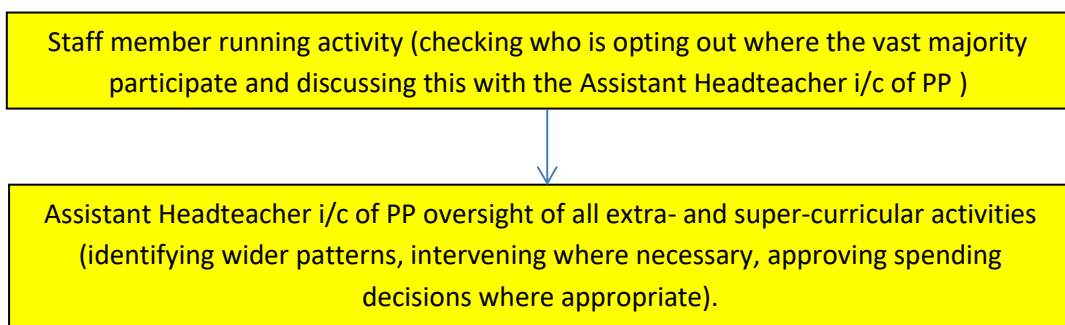 Staff member running activity (checking who is opting out where the vast majority
participate and discussing this with the Assistant Headteacher i/c of PP )
Assistant Headteacher i/c of PP oversight of all extra- and super-curricular activities
(identifying wider patterns, intervening where necessary, approving spending
decisions where appropriate).